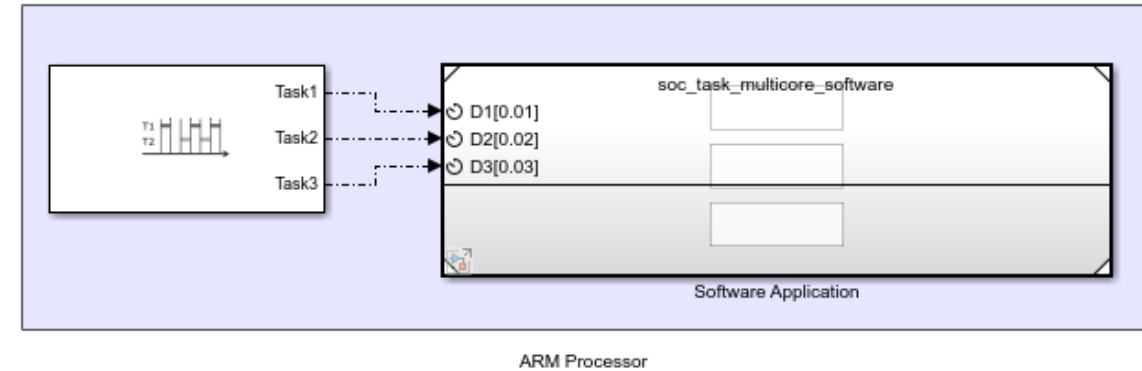 soc_task_multicore_software
Task1
D1[0.01]
T1
T2
Task2
D2[0.02]
D3[0.03]
Task3
Software Application
ARM Processor